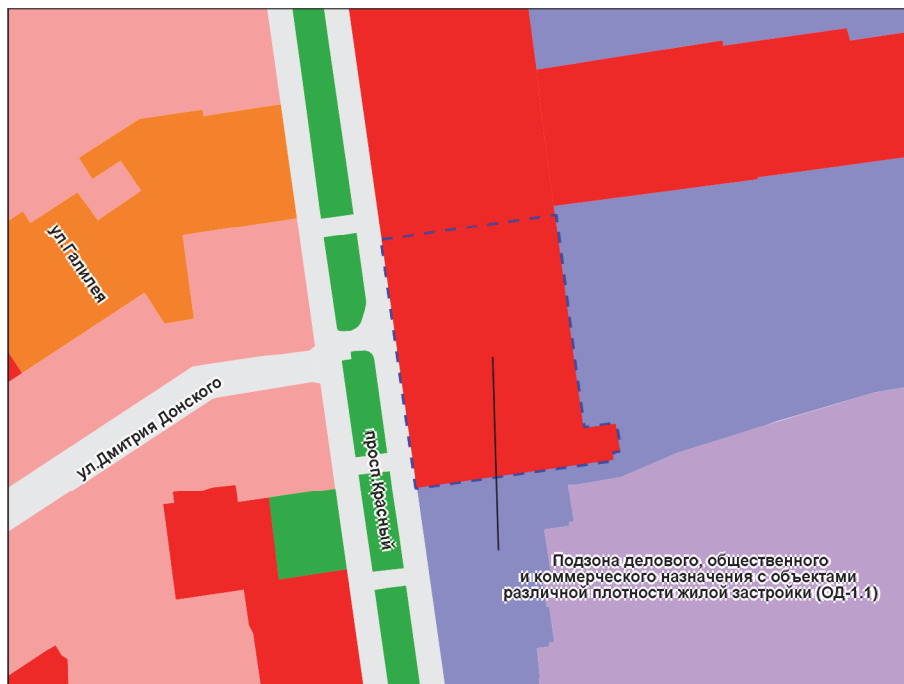 ул.Галилея
ул.Дмитрия Донского
просп.Красный
Подзона делового, общественного
и коммерческого назначения с объектами
различной плотности жилой застройки (ОД-1.1)